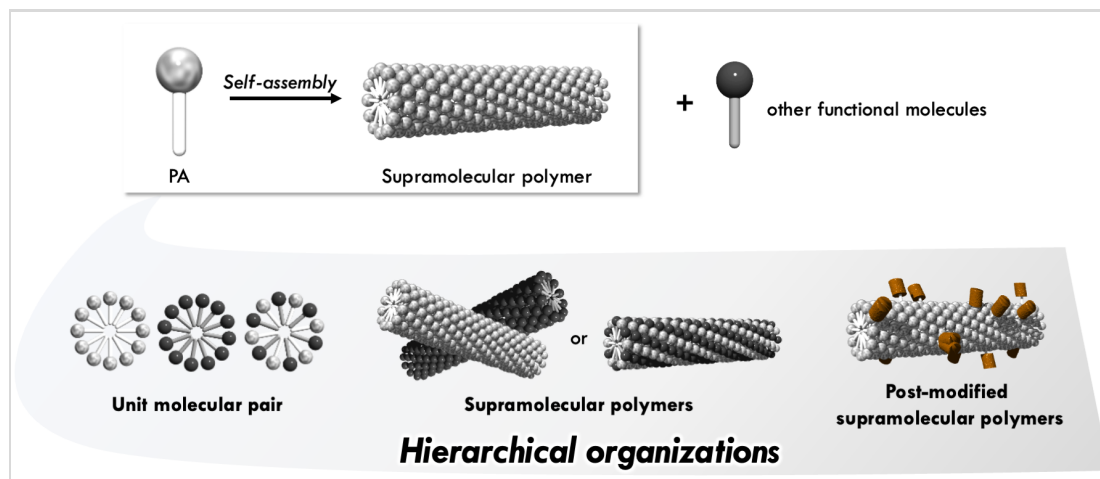 Self-assembly
+
other functional molecules
PA
Supramolecular polymer
or
Unit molecular pair
Supramolecular polymers
Post-modified
supramolecular polymers
Hierarchical organizations